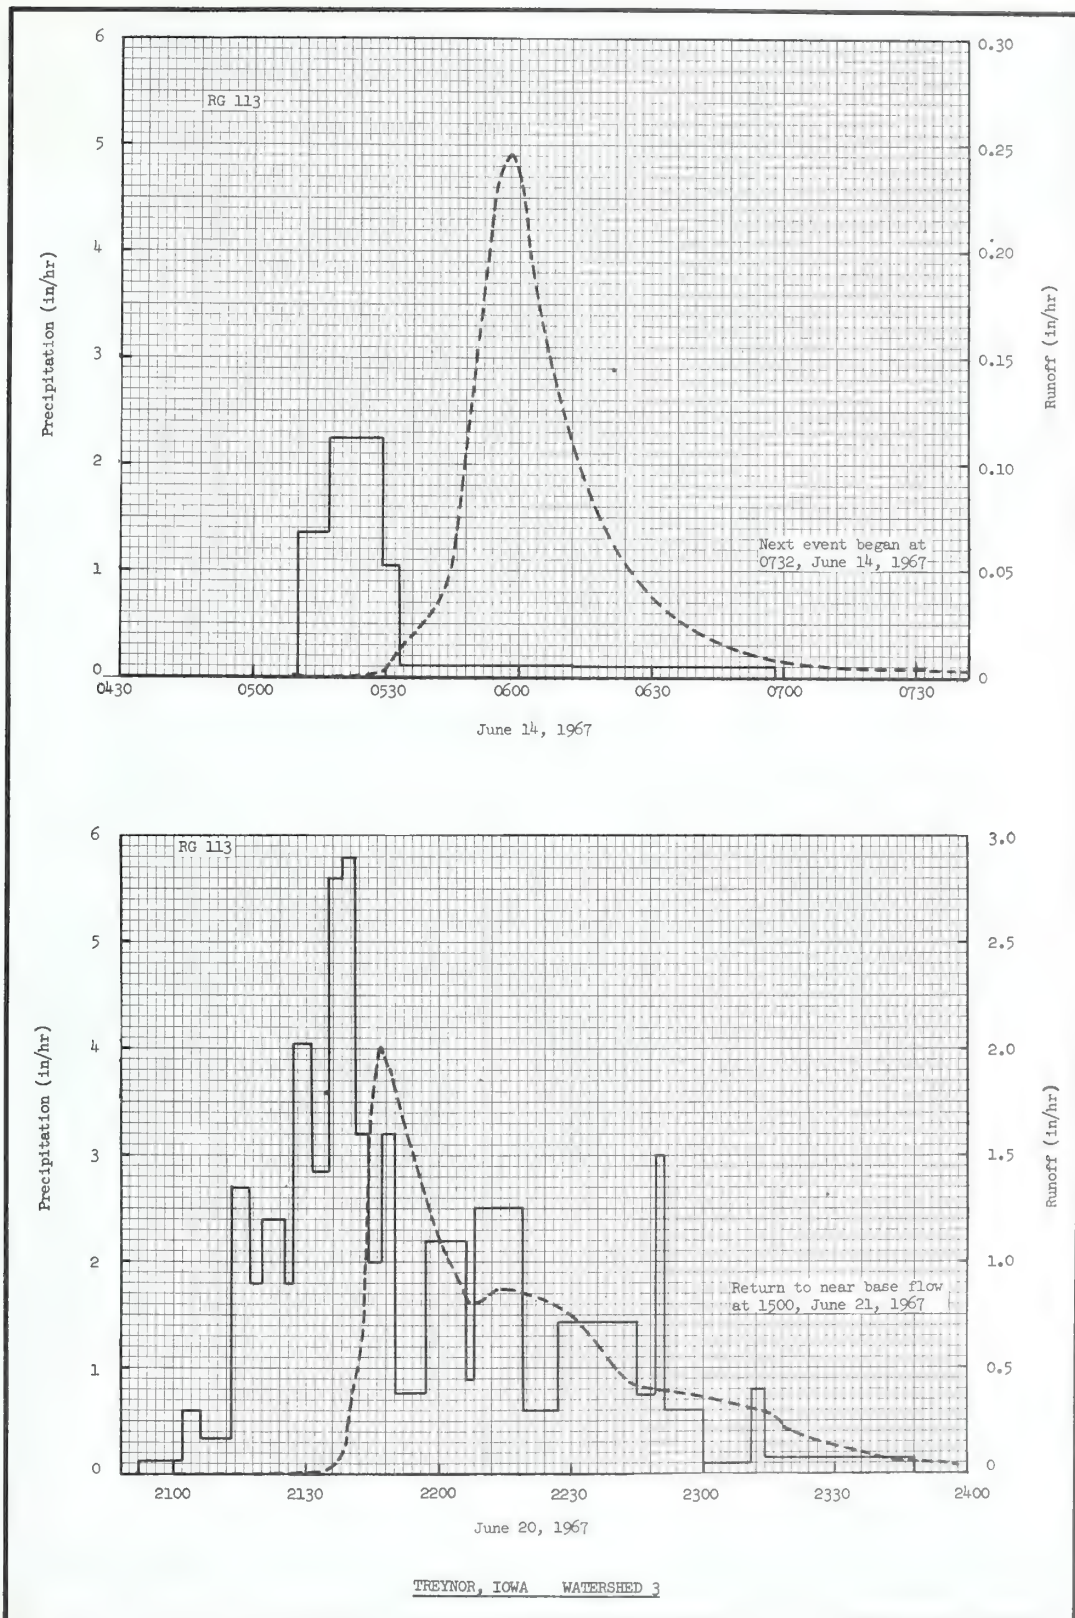 6
0.30
RG 113
5
0.25
4
0.20
Precipitation (in/hr)
Runoff (in/hr)
3
0.15
2
0.10
Next event began at
0732, June 14, 1967
1
0.05
0
0
0430 0500 0530 0600 0630 0700 0730
June 14, 1967
6
3.0
RG 113
5
2.5
4
2.0
Precipitation (in/hr)
Runoff (in/hr)
3
1.5
2
1.0
Return to near base flow
at 1500, June 21, 1967
1
0.5
0
0
2100 2130 2200 2230 2300 2330 2400
June 20, 1967
TREYNOR, IOWA WATERSHED 3